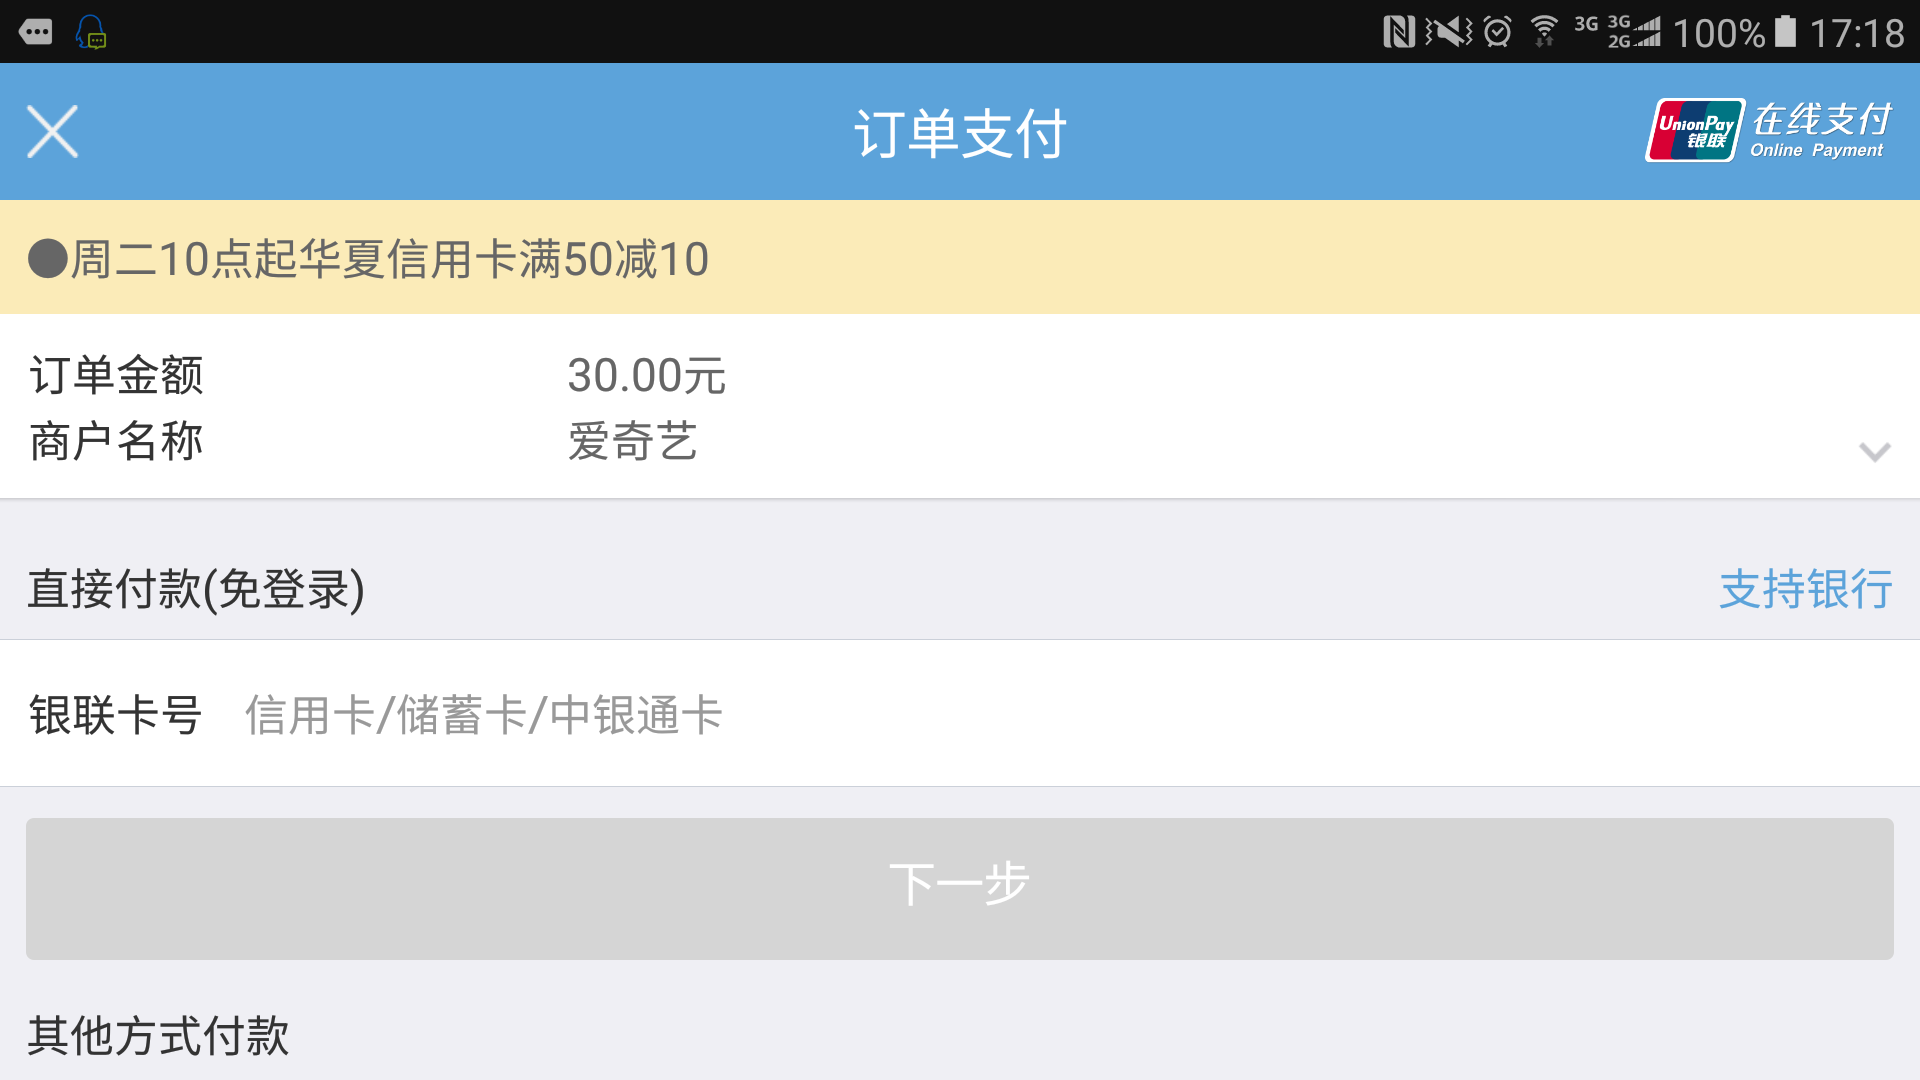 3G 3G 2G 100% 17:18
订单支付
UnionPay 银联 在线支付 Online Payment
●周二10点起华夏信用卡满50减10
订单金额 30.00元
商户名称 爱奇艺
直接付款(免登录) 支持银行
银联卡号 信用卡/储蓄卡/中银通卡
下一步
其他方式付款